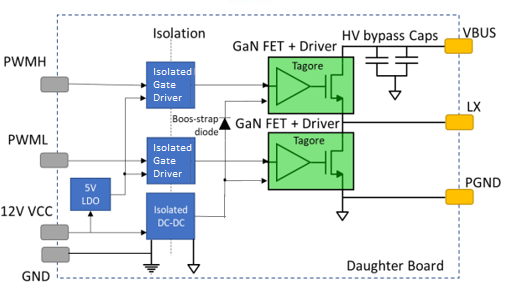 Isolation
HV bypass Caps
VBUS
GaN FET + Driver
PWMH
Isolated
Gate
Driver
Tagore
LX
Boos-strap
diode
GaN FET + Driver
PWML
Isolated
Gate
Driver
Tagore
5V
LDO
PGND
12V VCC
Isolated
DC-DC
GND
Daughter Board